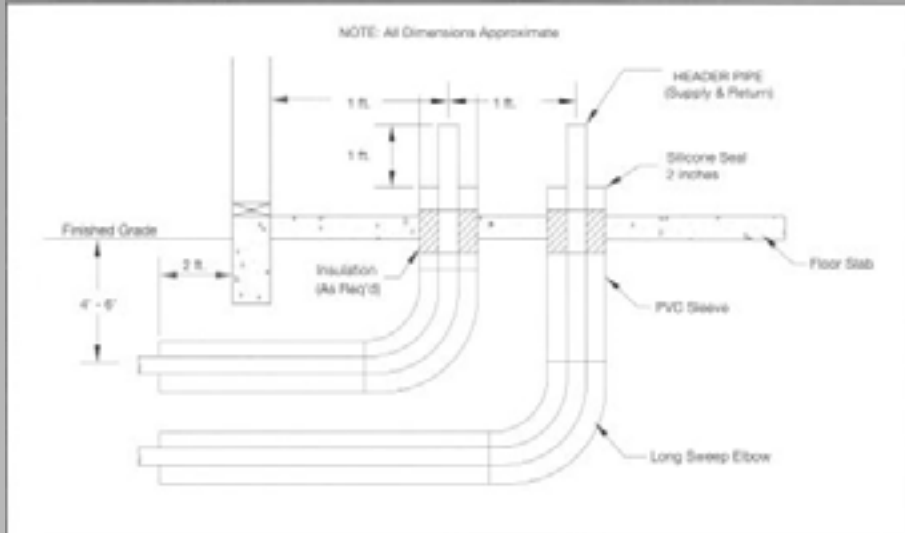 NOTE: All Dimensions Approximate
HEADER PIPE
(Supply & Return)
1 ft.
1 ft.
1 ft.
Silicone Seal
2 inches
Finished Grade
2 ft.
Insulation
(As Req'd)
Floor Slab
4' - 6'
PVC Sleeve
Long Sweep Elbow